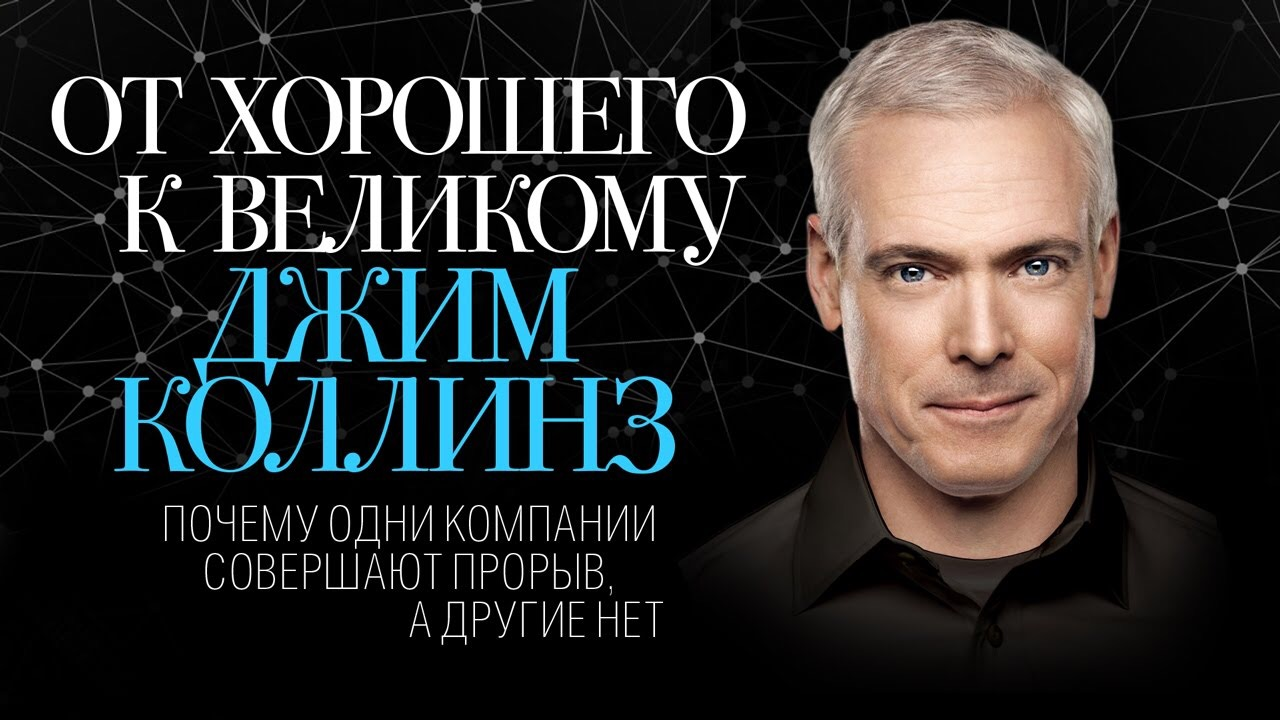 ОТ ХОРОШЕГО
К ВЕЛИКОМУ
ДЖИМ
КОЛЛИНЗ
ПОЧЕМУ ОДНИ КОМПАНИИ
СОВЕРШАЮТ ПРОРЫВ,
А ДРУГИЕ НЕТ